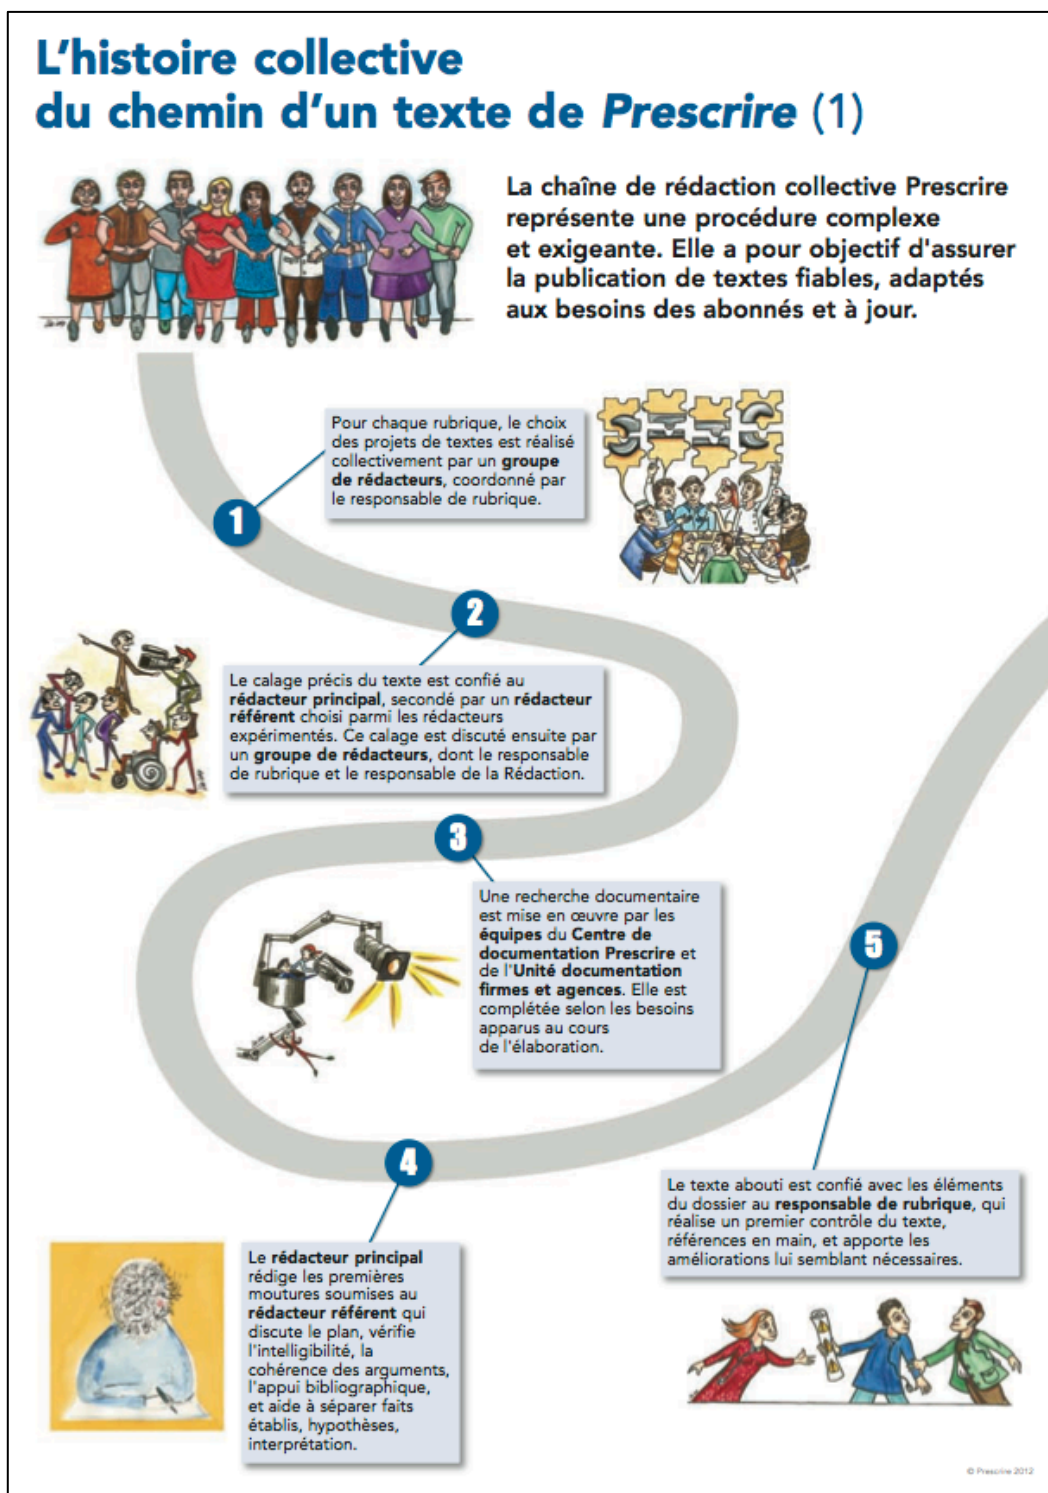 L'histoire collective
du chemin d'un texte de Prescrire (1)
La chaîne de rédaction collective Prescrire
représente une procédure complexe
et exigeante. Elle a pour objectif d'assurer
la publication de textes fiables, adaptés
aux besoins des abonnés et à jour.
Pour chaque rubrique, le choix
des projets de textes est réalisé
collectivement par un groupe
de rédacteurs, coordonné par
le responsable de rubrique.
1
2
Le calage précis du texte est confié au
rédacteur principal, secondé par un rédacteur
référent choisi parmi les rédacteurs
expérimentés. Ce calage est discuté ensuite par
un groupe de rédacteurs, dont le responsable
de rubrique et le responsable de la Rédaction.
3
Une recherche documentaire
est mise en œuvre par les
équipes du Centre de
documentation Prescrire et
de l'Unité documentation
firmes et agences. Elle est
complétée selon les besoins
apparus au cours
de l'élaboration.
4
Le rédacteur principal
rédige les premières
moutures soumises au
rédacteur référent qui
discute le plan, vérifie
l'intelligibilité, la
cohérence des arguments,
l'appui bibliographique,
et aide à séparer faits
établis, hypothèses,
interprétation.
5
Le texte abouti est confié avec les éléments
du dossier au responsable de rubrique, qui
réalise un premier contrôle du texte,
références en main, et apporte les
améliorations lui semblant nécessaires.
© Prescrire 2012